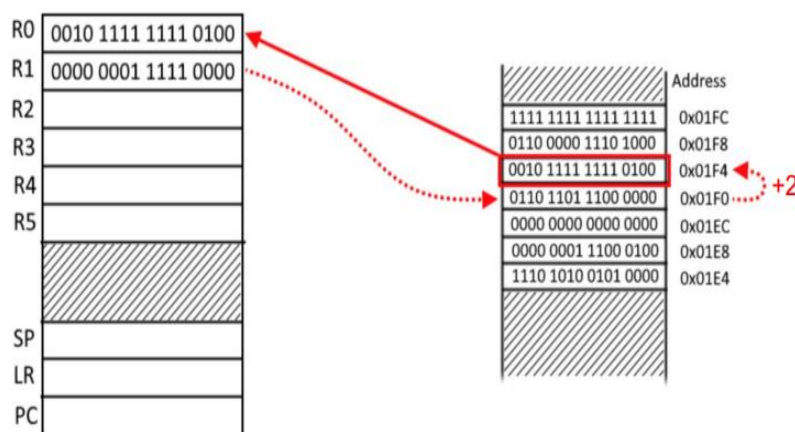 R0 0010 1111 1111 0100
R1 0000 0001 1111 0000
R2
R3
R4
R5
SP
LR
PC
Address
1111 1111 1111 1111 0x01FC
0110 0000 1110 1000 0x01F8
0010 1111 1111 0100 0x01F4
0110 1101 1100 0000 0x01F0
+2
0000 0000 0000 0000 0x01EC
0000 0001 1100 0100 0x01E8
1110 1010 0101 0000 0x01E4